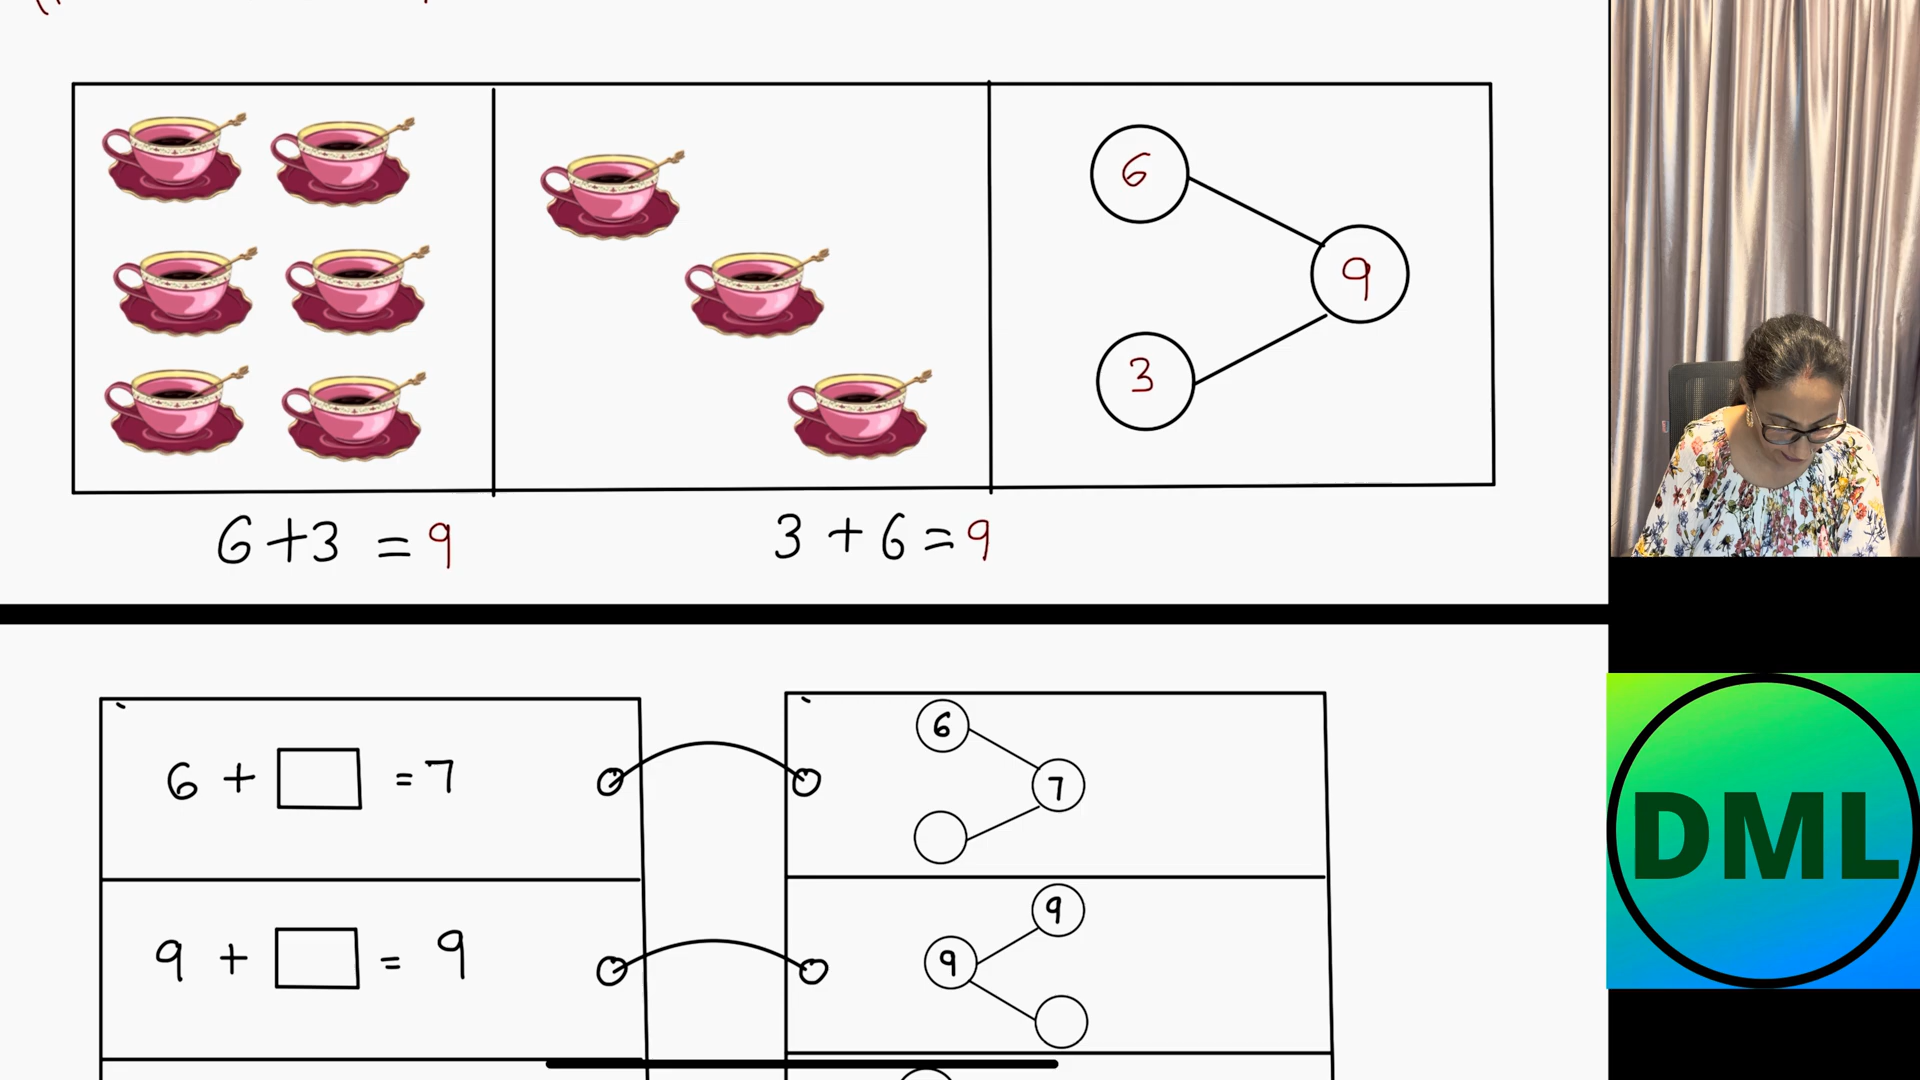 6
9
3
6+3 = 9
3 + 6 = 9
6 + = 7
6
7
9 + = 9
9
9
DML